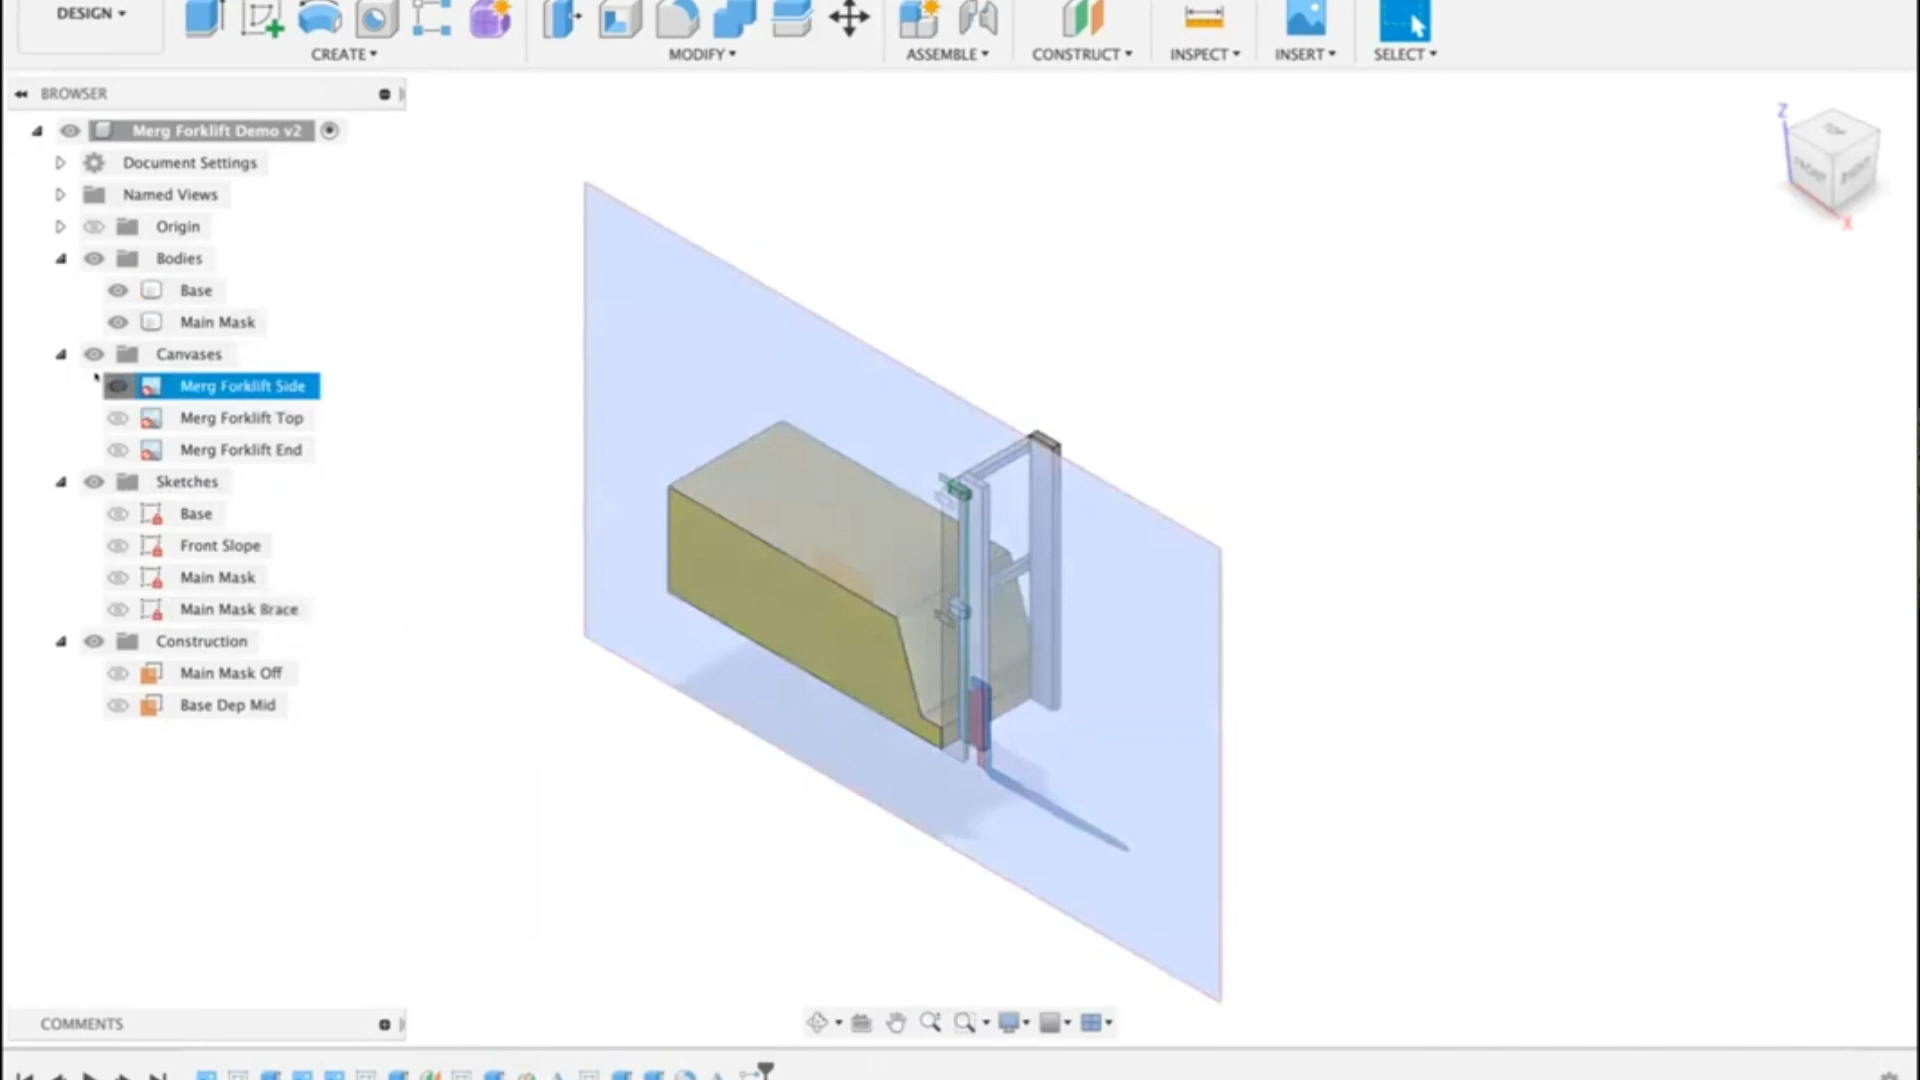 DESIGN
CREATE
MODIFY
ASSEMBLE
CONSTRUCT
INSPECT
INSERT
SELECT
BROWSER
Merg Forklift Demo v2
Document Settings
Named Views
Origin
Bodies
Base
Main Mask
Canvases
Merg Forklift Side
Merg Forklift Top
Merg Forklift End
Sketches
Base
Front Slope
Main Mask
Main Mask Brace
Construction
Main Mask Off
Base Dep Mid
Z
FRONT
RIGHT
X
COMMENTS